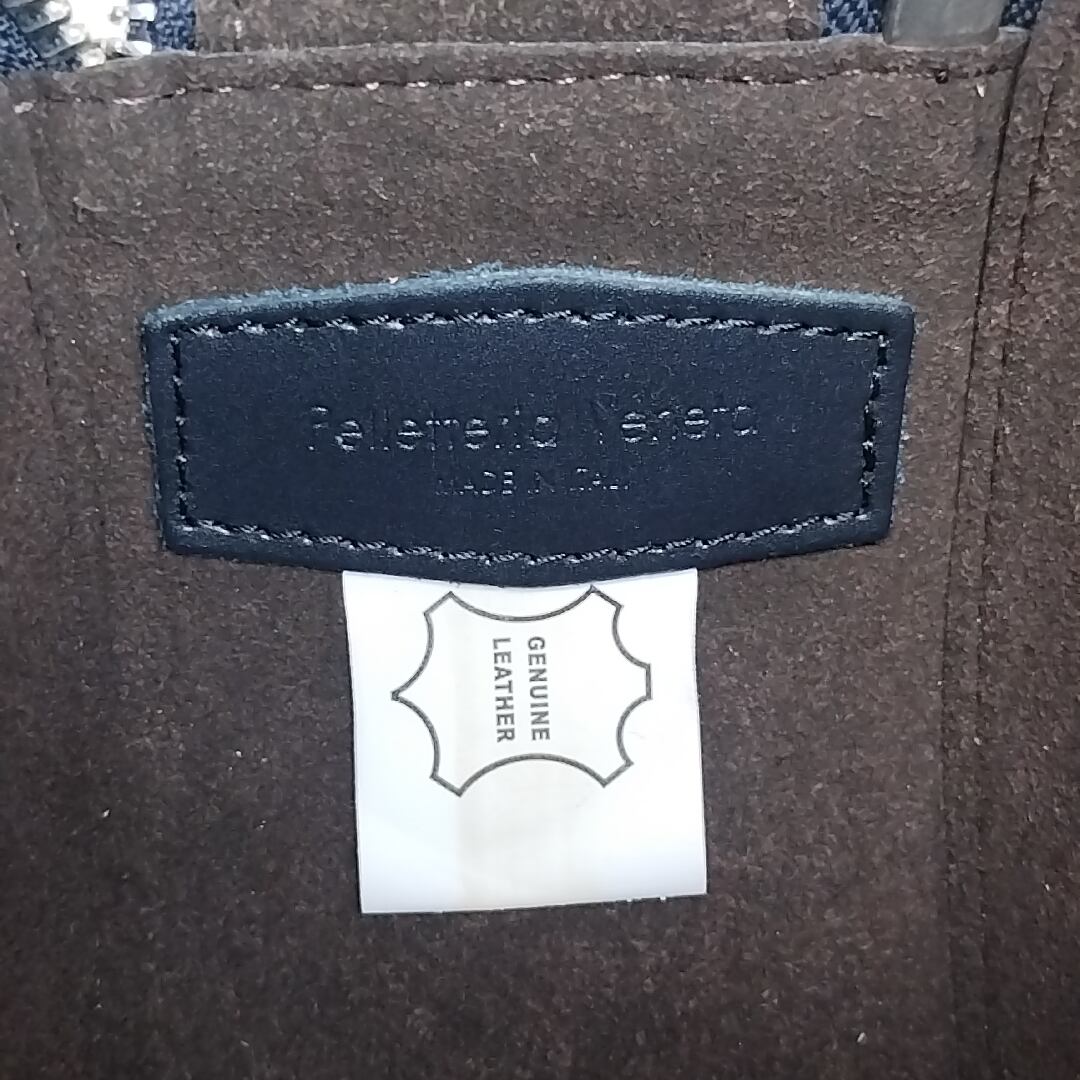 Pelletteria Veneta
MADE IN ITALY
GENUINE
LEATHER